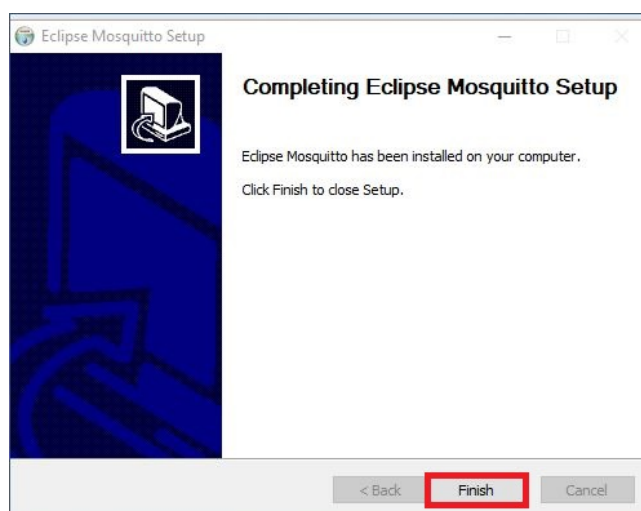 Eclipse Mosquitto Setup
Completing Eclipse Mosquitto Setup
Eclipse Mosquitto has been installed on your computer.
Click Finish to close Setup.
< Back Finish Cancel